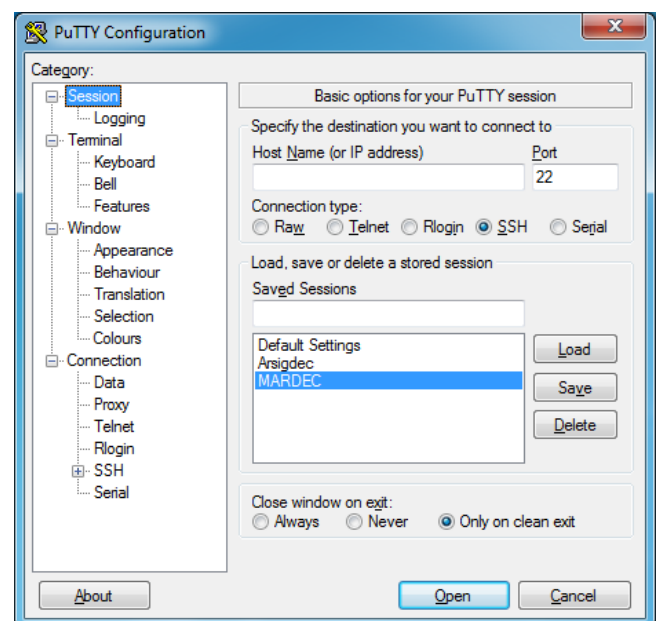 PuTTY Configuration
Category:
Session
Logging
Terminal
Keyboard
Bell
Features
Window
Appearance
Behaviour
Translation
Selection
Colours
Connection
Data
Proxy
Telnet
Rlogin
SSH
Serial
Basic options for your PuTTY session
Specify the destination you want to connect to
Host Name (or IP address) Port
22
Connection type:
Raw Telnet Rlogin SSH Serial
Load, save or delete a stored session
Saved Sessions
Default Settings
Arsigdec
MARDEC
Load
Save
Delete
Close window on exit:
Always Never Only on clean exit
About Open Cancel